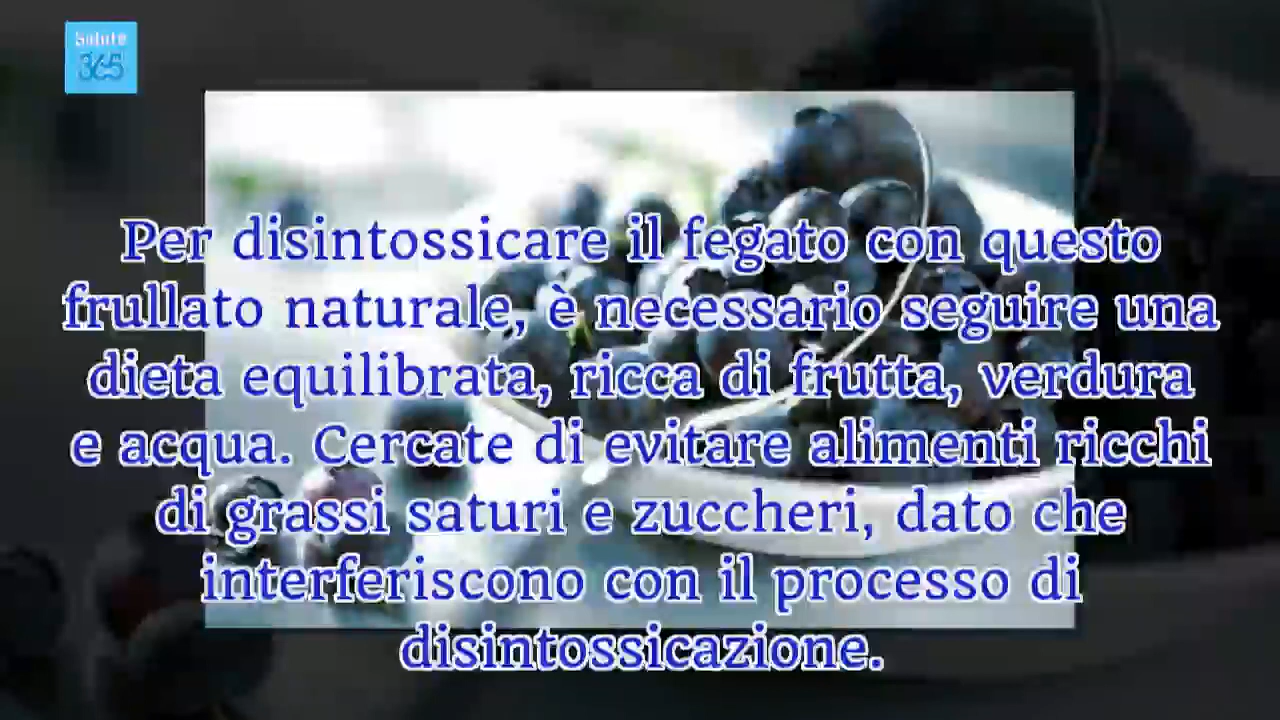 Salute
365
Per disintossicare il fegato con questo
frullato naturale, è necessario seguire una
dieta equilibrata, ricca di frutta, verdura
e acqua. Cercate di evitare alimenti ricchi
di grassi saturi e zuccheri, dato che
interferiscono con il processo di
disintossicazione.